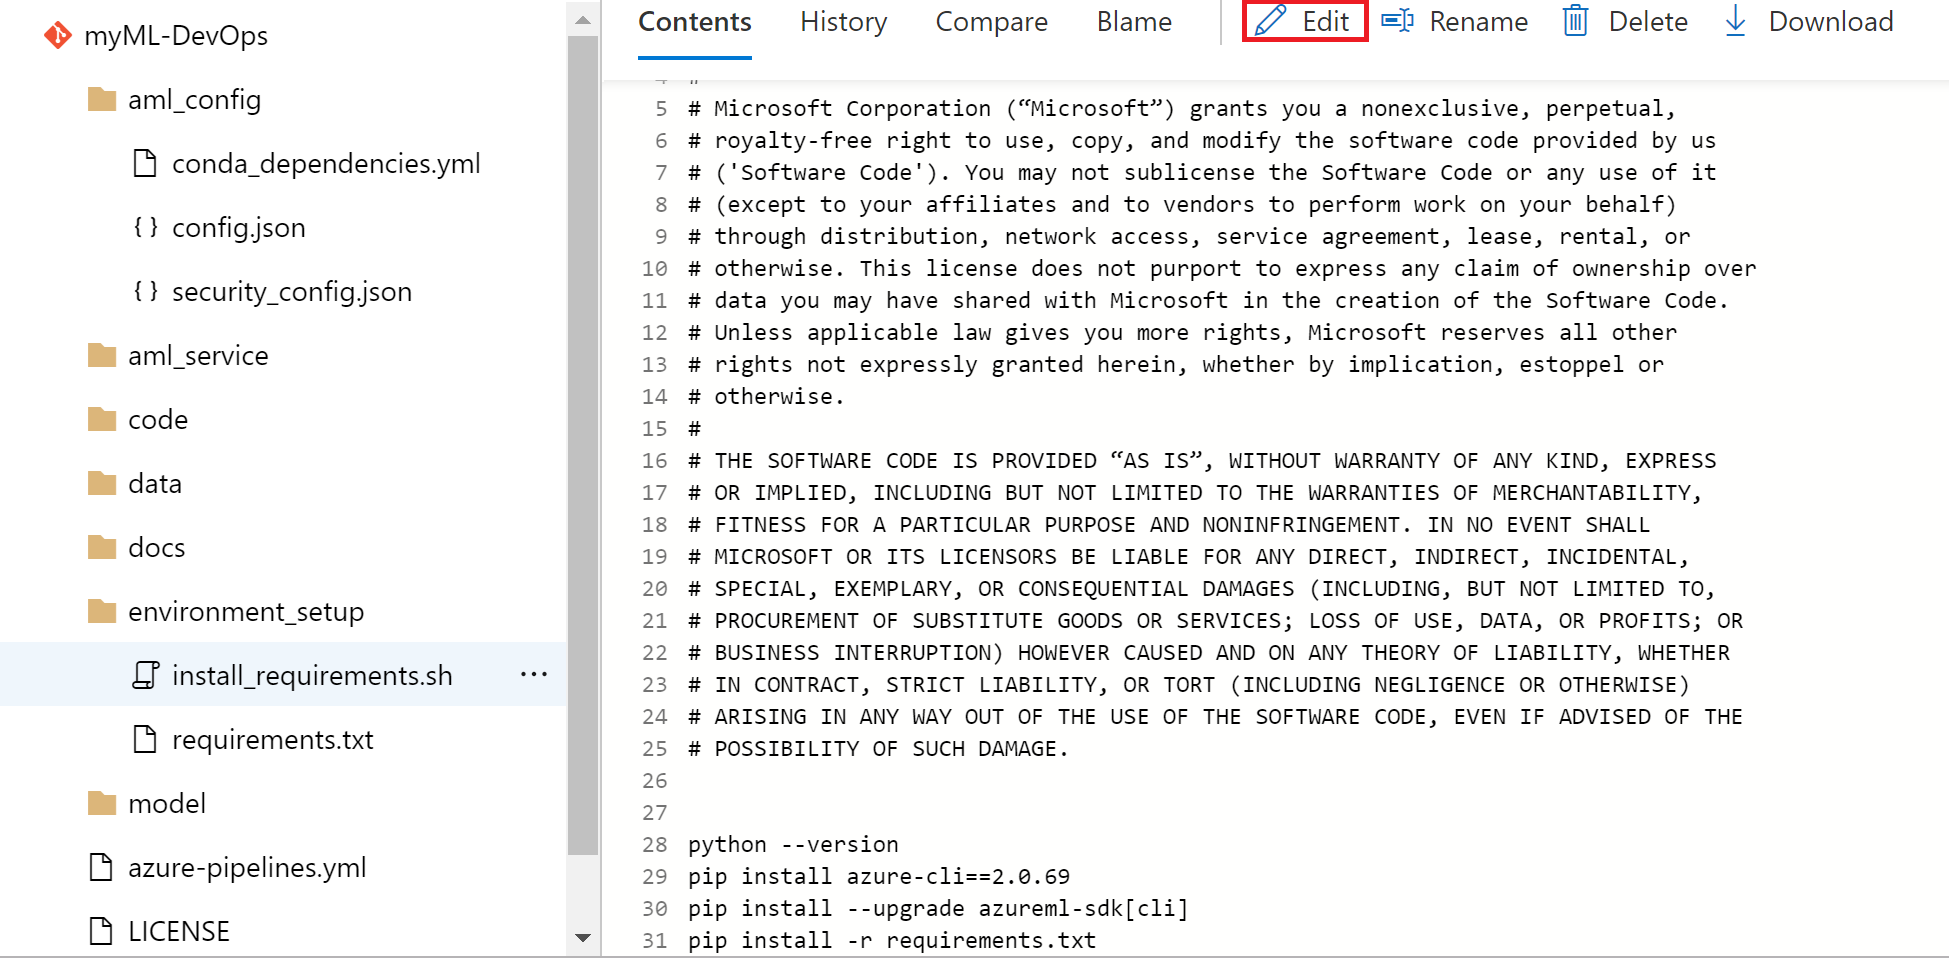 myML-DevOps
aml_config
conda_dependencies.yml
{ } config.json
{ } security_config.json
aml_service
code
data
docs
environment_setup
install_requirements.sh ...
requirements.txt
model
azure-pipelines.yml
LICENSE
Contents History Compare Blame Edit Rename Delete Download
4 #
5 # Microsoft Corporation (“Microsoft”) grants you a nonexclusive, perpetual,
6 # royalty-free right to use, copy, and modify the software code provided by us
7 # ('Software Code'). You may not sublicense the Software Code or any use of it
8 # (except to your affiliates and to vendors to perform work on your behalf)
9 # through distribution, network access, service agreement, lease, rental, or
10 # otherwise. This license does not purport to express any claim of ownership over
11 # data you may have shared with Microsoft in the creation of the Software Code.
12 # Unless applicable law gives you more rights, Microsoft reserves all other
13 # rights not expressly granted herein, whether by implication, estoppel or
14 # otherwise.
15 #
16 # THE SOFTWARE CODE IS PROVIDED “AS IS”, WITHOUT WARRANTY OF ANY KIND, EXPRESS
17 # OR IMPLIED, INCLUDING BUT NOT LIMITED TO THE WARRANTIES OF MERCHANTABILITY,
18 # FITNESS FOR A PARTICULAR PURPOSE AND NONINFRINGEMENT. IN NO EVENT SHALL
19 # MICROSOFT OR ITS LICENSORS BE LIABLE FOR ANY DIRECT, INDIRECT, INCIDENTAL,
20 # SPECIAL, EXEMPLARY, OR CONSEQUENTIAL DAMAGES (INCLUDING, BUT NOT LIMITED TO,
21 # PROCUREMENT OF SUBSTITUTE GOODS OR SERVICES; LOSS OF USE, DATA, OR PROFITS; OR
22 # BUSINESS INTERRUPTION) HOWEVER CAUSED AND ON ANY THEORY OF LIABILITY, WHETHER
23 # IN CONTRACT, STRICT LIABILITY, OR TORT (INCLUDING NEGLIGENCE OR OTHERWISE)
24 # ARISING IN ANY WAY OUT OF THE USE OF THE SOFTWARE CODE, EVEN IF ADVISED OF THE
25 # POSSIBILITY OF SUCH DAMAGE.
26
27
28 python --version
29 pip install azure-cli==2.0.69
30 pip install --upgrade azureml-sdk[cli]
31 pip install -r requirements.txt